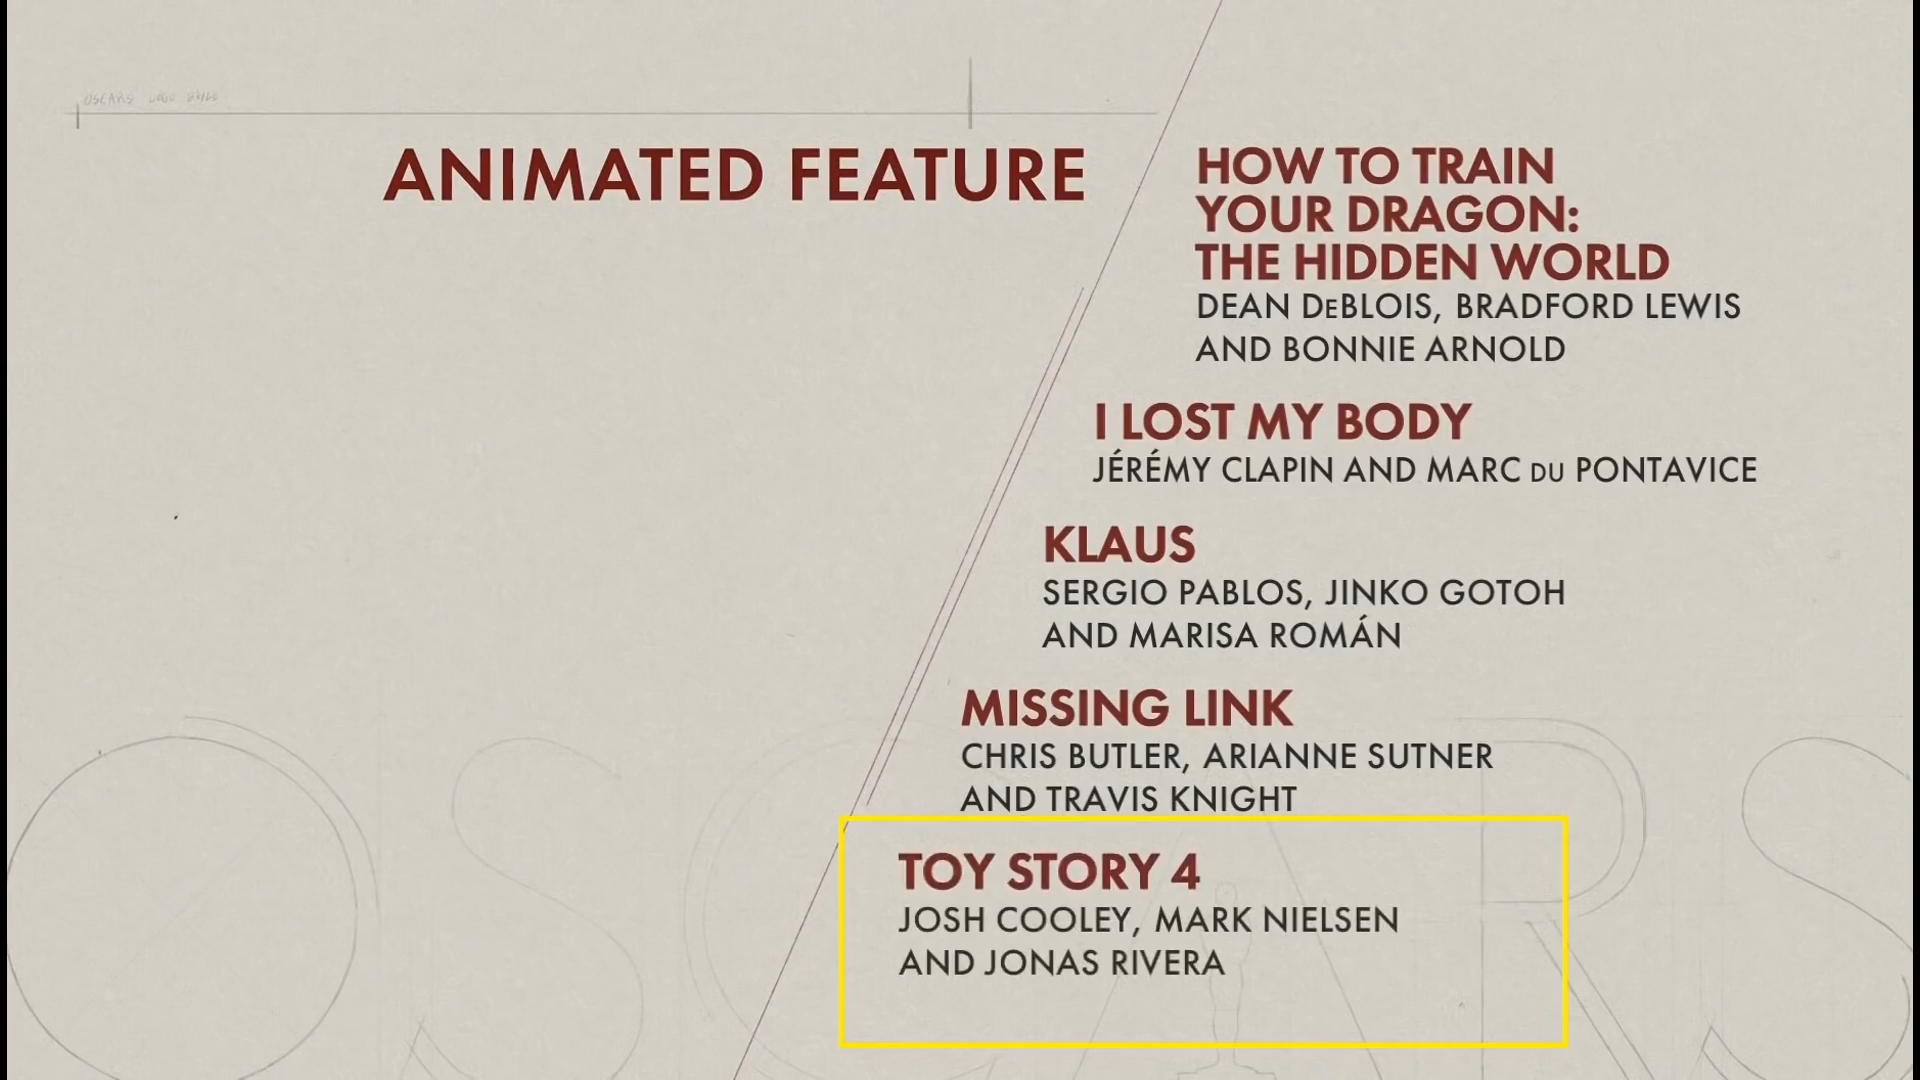 OSCARS
ANIMATED FEATURE
HOW TO TRAIN
YOUR DRAGON:
THE HIDDEN WORLD
DEAN DeBLOIS, BRADFORD LEWIS
AND BONNIE ARNOLD
I LOST MY BODY
JÉRÉMY CLAPIN AND MARC DU PONTAVICE
KLAUS
SERGIO PABLOS, JINKO GOTOH
AND MARISA ROMÁN
MISSING LINK
CHRIS BUTLER, ARIANNE SUTNER
AND TRAVIS KNIGHT
TOY STORY 4
JOSH COOLEY, MARK NIELSEN
AND JONAS RIVERA
OSCARS